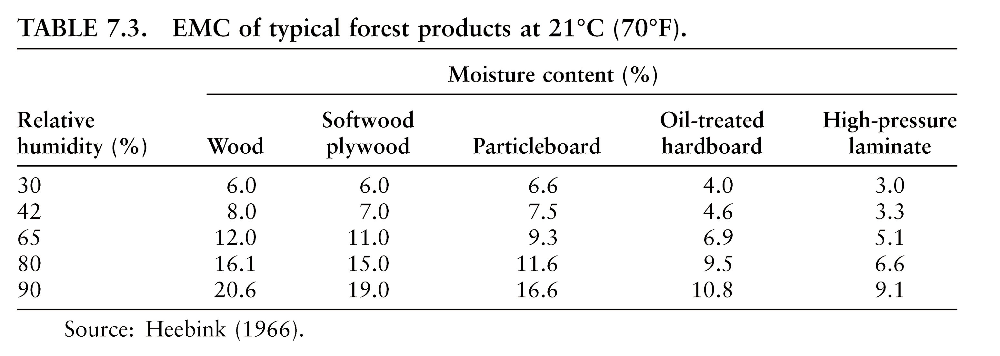 TABLE 7.3. EMC of typical forest products at 21°C (70°F).
Moisture content (%)
Relative humidity (%) Wood Softwood plywood Particleboard Oil-treated hardboard High-pressure laminate
30 6.0 6.0 6.6 4.0 3.0
42 8.0 7.0 7.5 4.6 3.3
65 12.0 11.0 9.3 6.9 5.1
80 16.1 15.0 11.6 9.5 6.6
90 20.6 19.0 16.6 10.8 9.1
Source: Heebink (1966).